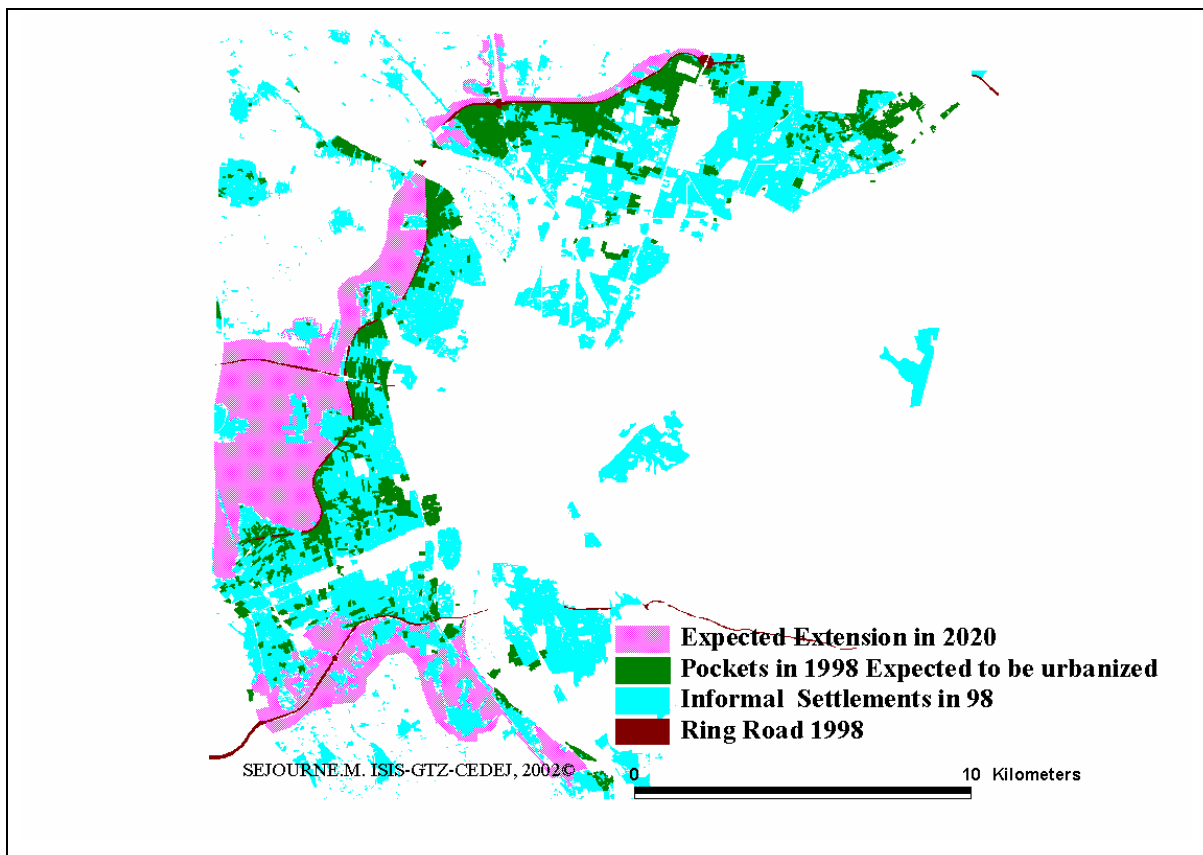 Expected Extension in 2020
Pockets in 1998 Expected to be urbanized
Informal Settlements in 98
Ring Road 1998
SEJOURNE.M. ISIS-GTZ-CEDEJ, 2002©
0 10 Kilometers